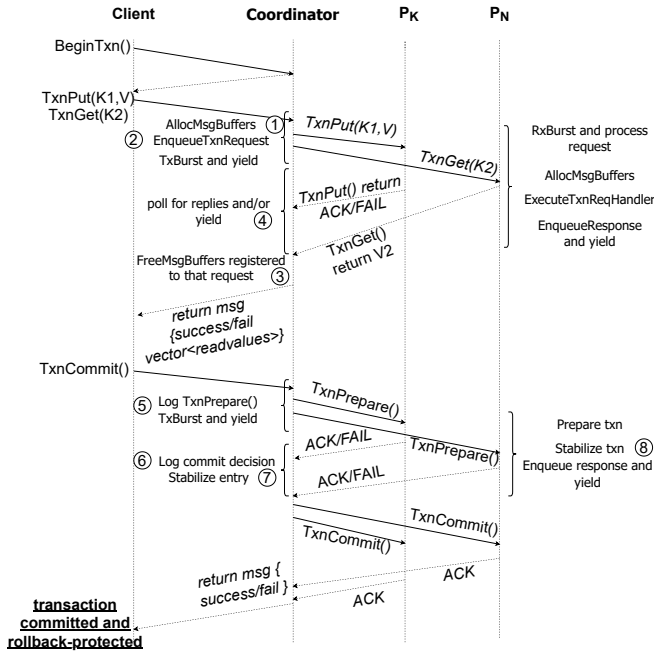 Client Coordinator P_K P_N
BeginTxn()
TxnPut(K1,V)
TxnGet(K2)
②
AllocMsgBuffers ①
EnqueueTxnRequest
TxBurst and yield
TxnPut(K1,V)
TxnGet(K2)
RxBurst and process
request
AllocMsgBuffers
ExecuteTxnReqHandler
EnqueueResponse
and yield
poll for replies and/or
yield ④
TxnPut() return
ACK/FAIL
TxnGet()
return V2
FreeMsgBuffers registered
to that request ③
return msg
{success/fail
vector<readvalues>}
TxnCommit()
⑤ Log TxnPrepare()
TxBurst and yield
TxnPrepare()
TxnPrepare()
Prepare txn
Stabilize txn ⑧
Enqueue response and
yield
⑥ Log commit decision
Stabilize entry ⑦
ACK/FAIL
ACK/FAIL
TxnCommit()
TxnCommit()
return msg {
success/fail }
ACK
ACK
transaction
committed and
rollback-protected